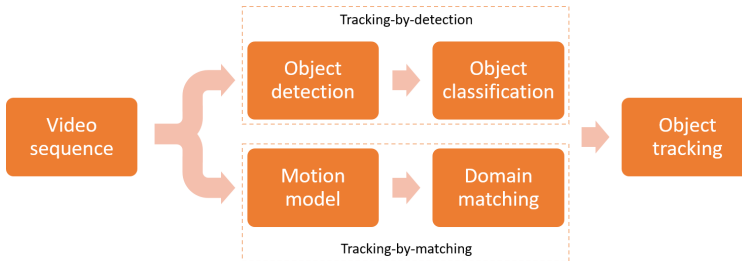 Tracking-by-detection
Video
sequence
Object
detection
Object
classification
Motion
model
Domain
matching
Tracking-by-matching
Object
tracking